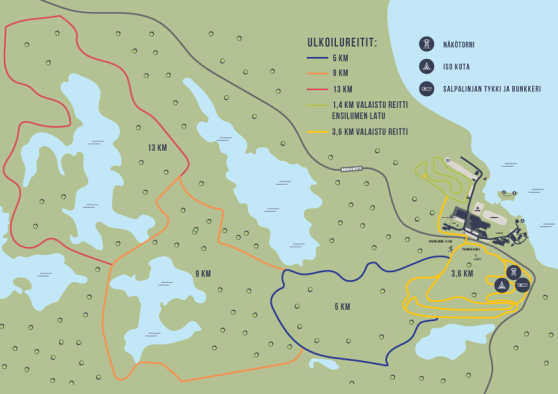 ULKOILUREITIT:
5 KM
9 KM
13 KM
1,4 KM VALAISTU REITTI
ENSILUMEN LATU
3,6 KM VALAISTU REITTI
NÄKÖTORNI
ISO KOTA
SALPALINJAN TYKKI JA BUNKKERI
13 KM
9 KM
3,6 KM
5 KM